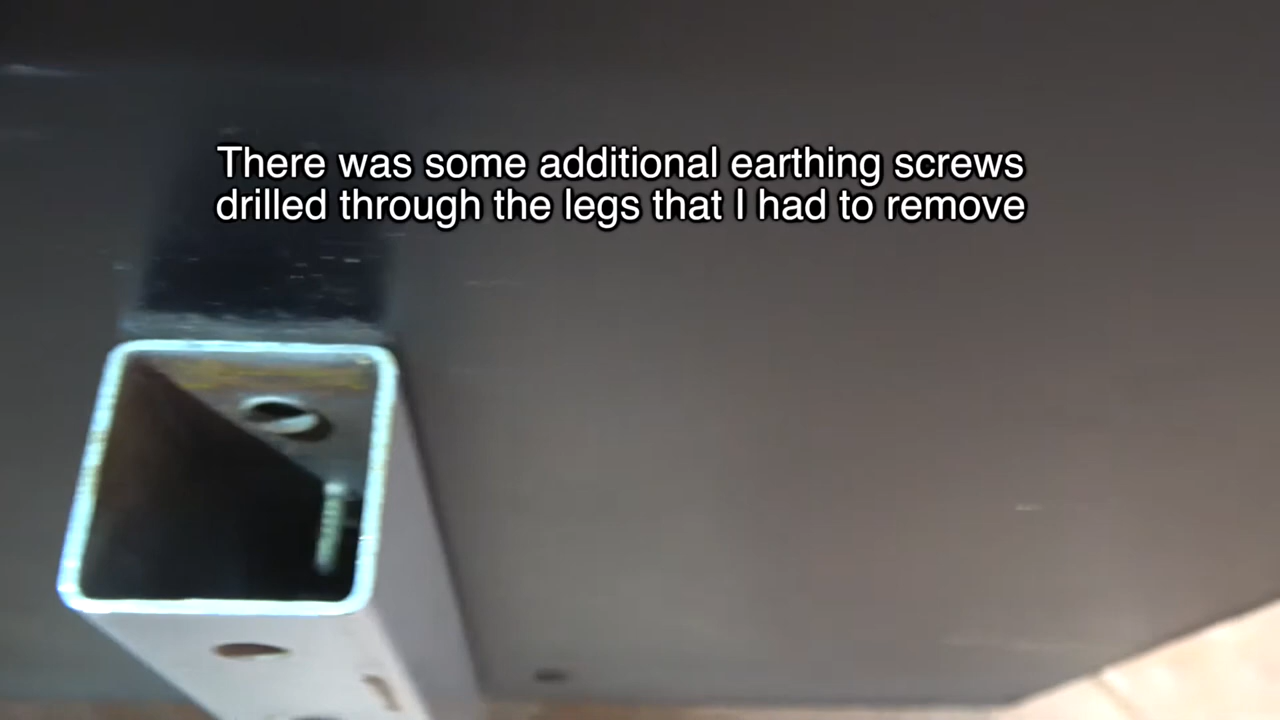 There was some additional earthing screws
drilled through the legs that I had to remove